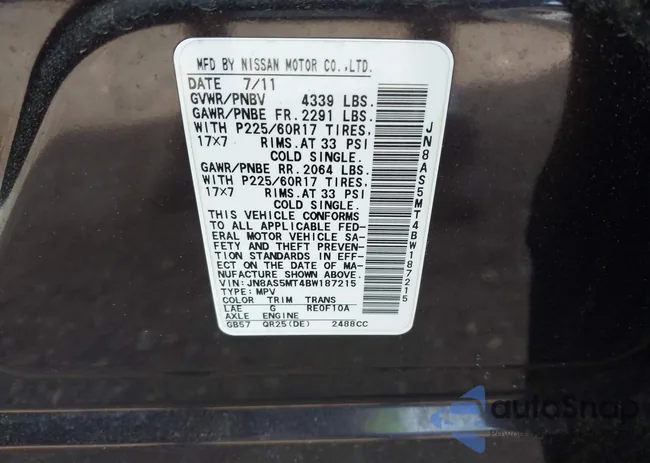 MFD BY NISSAN MOTOR CO.,LTD.
DATE 7/11
GVWR/PNBV 4339 LBS.
GAWR/PNBE FR.2291 LBS.
WITH P225/60R17 TIRES,
17×7 RIMS.AT 33 PSI
COLD SINGLE.
GAWR/PNBE RR.2064 LBS.
WITH P225/60R17 TIRES,
17×7 RIMS.AT 33 PSI
COLD SINGLE.
THIS VEHICLE CONFORMS
TO ALL APPLICABLE FED-
ERAL MOTOR VEHICLE SA-
FETY AND THEFT PREVEN-
TION STANDARDS IN EFF-
ECT ON THE DATE OF MA-
NUFACTURE SHOWN ABOVE.
VIN:JN8AS5MT4BW187215
TYPE:MPV
COLOR TRIM TRANS
LAE G RE0F10A
AXLE ENGINE
GB57 QR25(DE) 2488CC
JN8AS5MT4BW187215
autoSnap